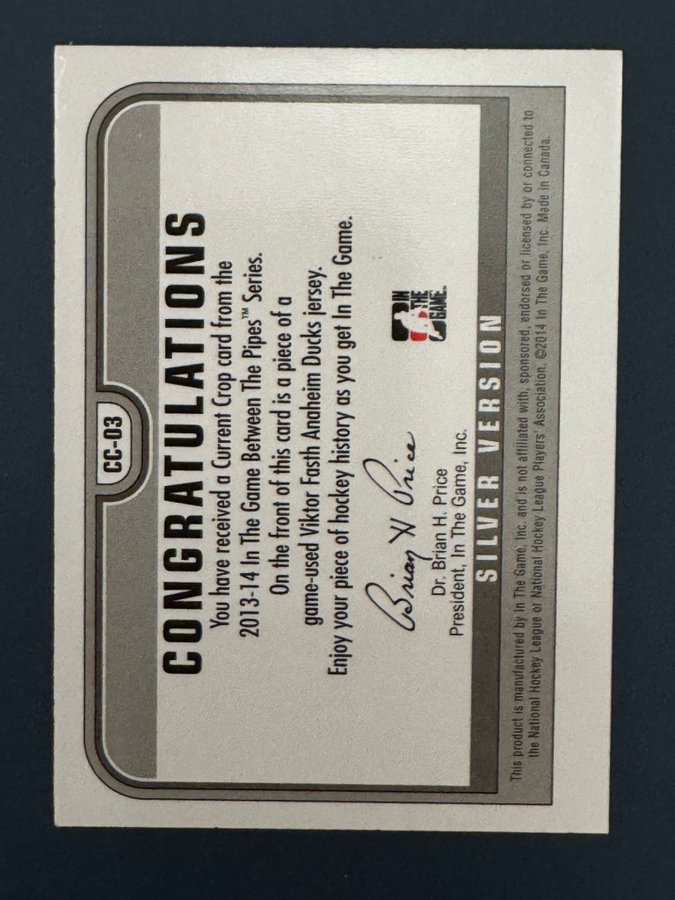 CC-03
CONGRATULATIONS
You have received a Current Crop card from the
2013-14 In The Game Between The Pipes™ Series.
On the front of this card is a piece of a
game-used Viktor Fasth Anaheim Ducks jersey.
Enjoy your piece of hockey history as you get In The Game.
IN
THE
GAME
Brian H Price
Dr. Brian H. Price
President, In The Game, Inc.
SILVER VERSION
This product is manufactured by In The Game, Inc. and is not affiliated with, sponsored, endorsed or licensed by or connected to
the National Hockey League or National Hockey League Players' Association. ©2014 In The Game, Inc. Made in Canada.